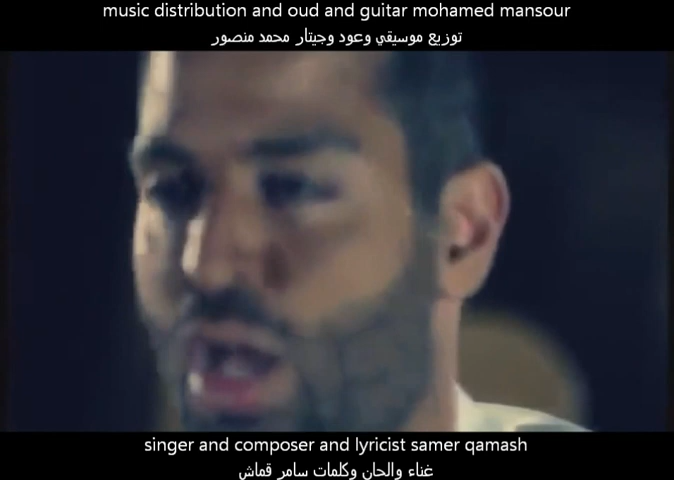 music distribution and oud and guitar mohamed mansour
توزيع موسيقي وعود وجيتار محمد منصور
singer and composer and lyricist samer qamash
غناء والحان وكلمات سامر قماش